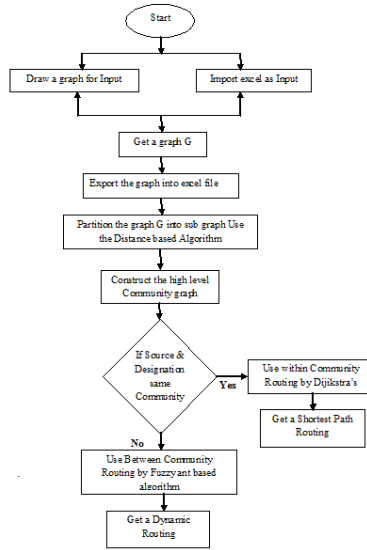 Start
Draw a graph for Input
Import excel as Input
Get a graph G
Export the graph into excel file
Partition the graph G into sub graph Use
the Distance based Algorithm
Construct the high level
Community graph
If Source &
Designation
same
Community
Yes
Use within Community
Routing by Dijikstra's
Get a Shortest Path
Routing
No
Use Between Community
Routing by Fuzzyant based
algorithm
Get a Dynamic
Routing